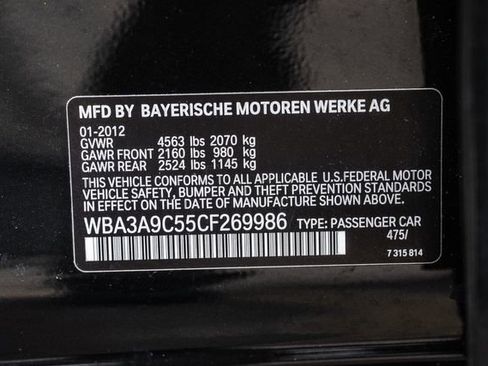 MFD BY BAYERISCHE MOTOREN WERKE AG
01-2012
GVWR 4563 lbs 2070 kg
GAWR FRONT 2160 lbs 980 kg
GAWR REAR 2524 lbs 1145 kg
THIS VEHICLE CONFORMS TO ALL APPLICABLE U.S.FEDERAL MOTOR
VEHICLE SAFETY, BUMPER AND THEFT PREVENTION STANDARDS
IN EFFECT ON THE DATE OF MANUFACTURE SHOWN ABOVE.
WBA3A9C55CF269986 TYPE: PASSENGER CAR
475/
7 315 814